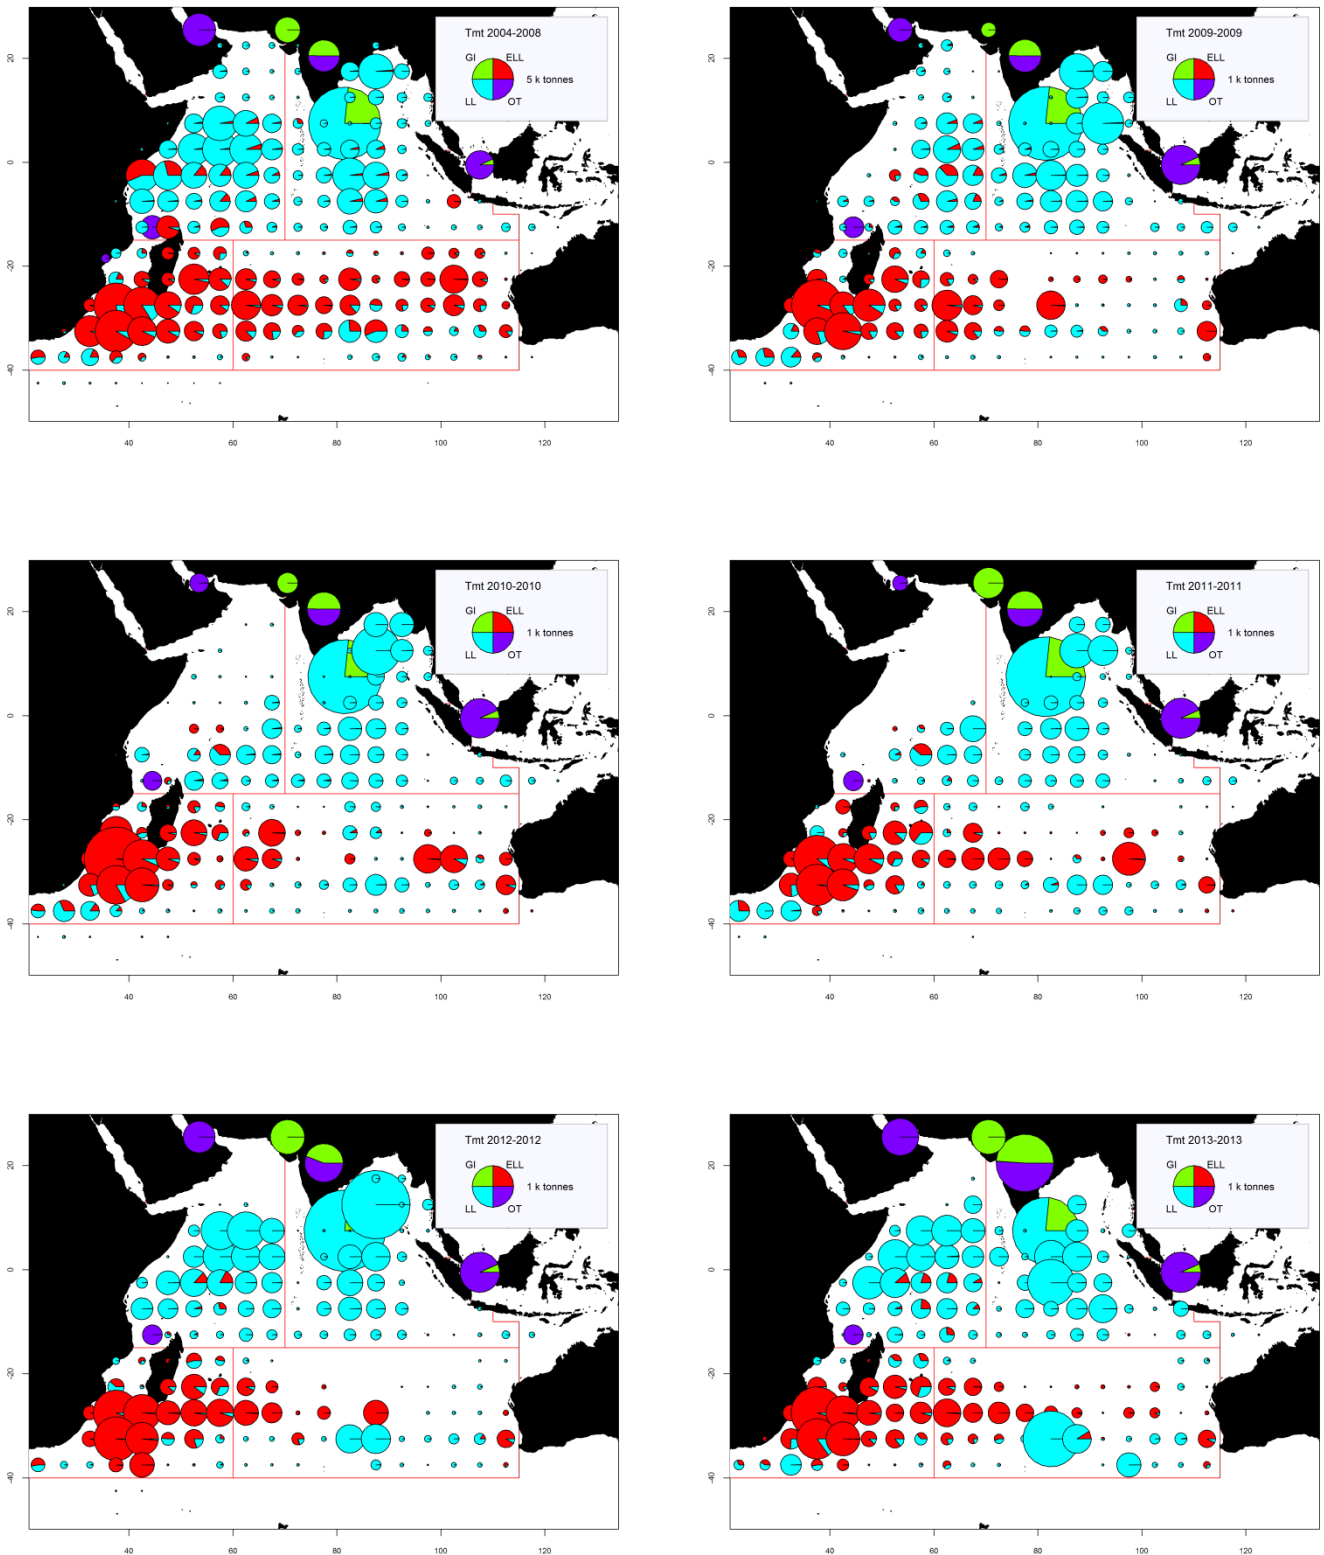 Tmt 2004-2008
GI ELL
5 k tonnes
LL OT
20
0
-20
-40
40 60 80 100 120
Tmt 2009-2009
GI ELL
1 k tonnes
LL OT
20
0
-20
-40
40 60 80 100 120
Tmt 2010-2010
GI ELL
1 k tonnes
LL OT
20
0
-20
-40
40 60 80 100 120
Tmt 2011-2011
GI ELL
1 k tonnes
LL OT
20
0
-20
-40
40 60 80 100 120
Tmt 2012-2012
GI ELL
1 k tonnes
LL OT
20
0
-20
-40
40 60 80 100 120
Tmt 2013-2013
GI ELL
1 k tonnes
LL OT
20
0
-20
-40
40 60 80 100 120